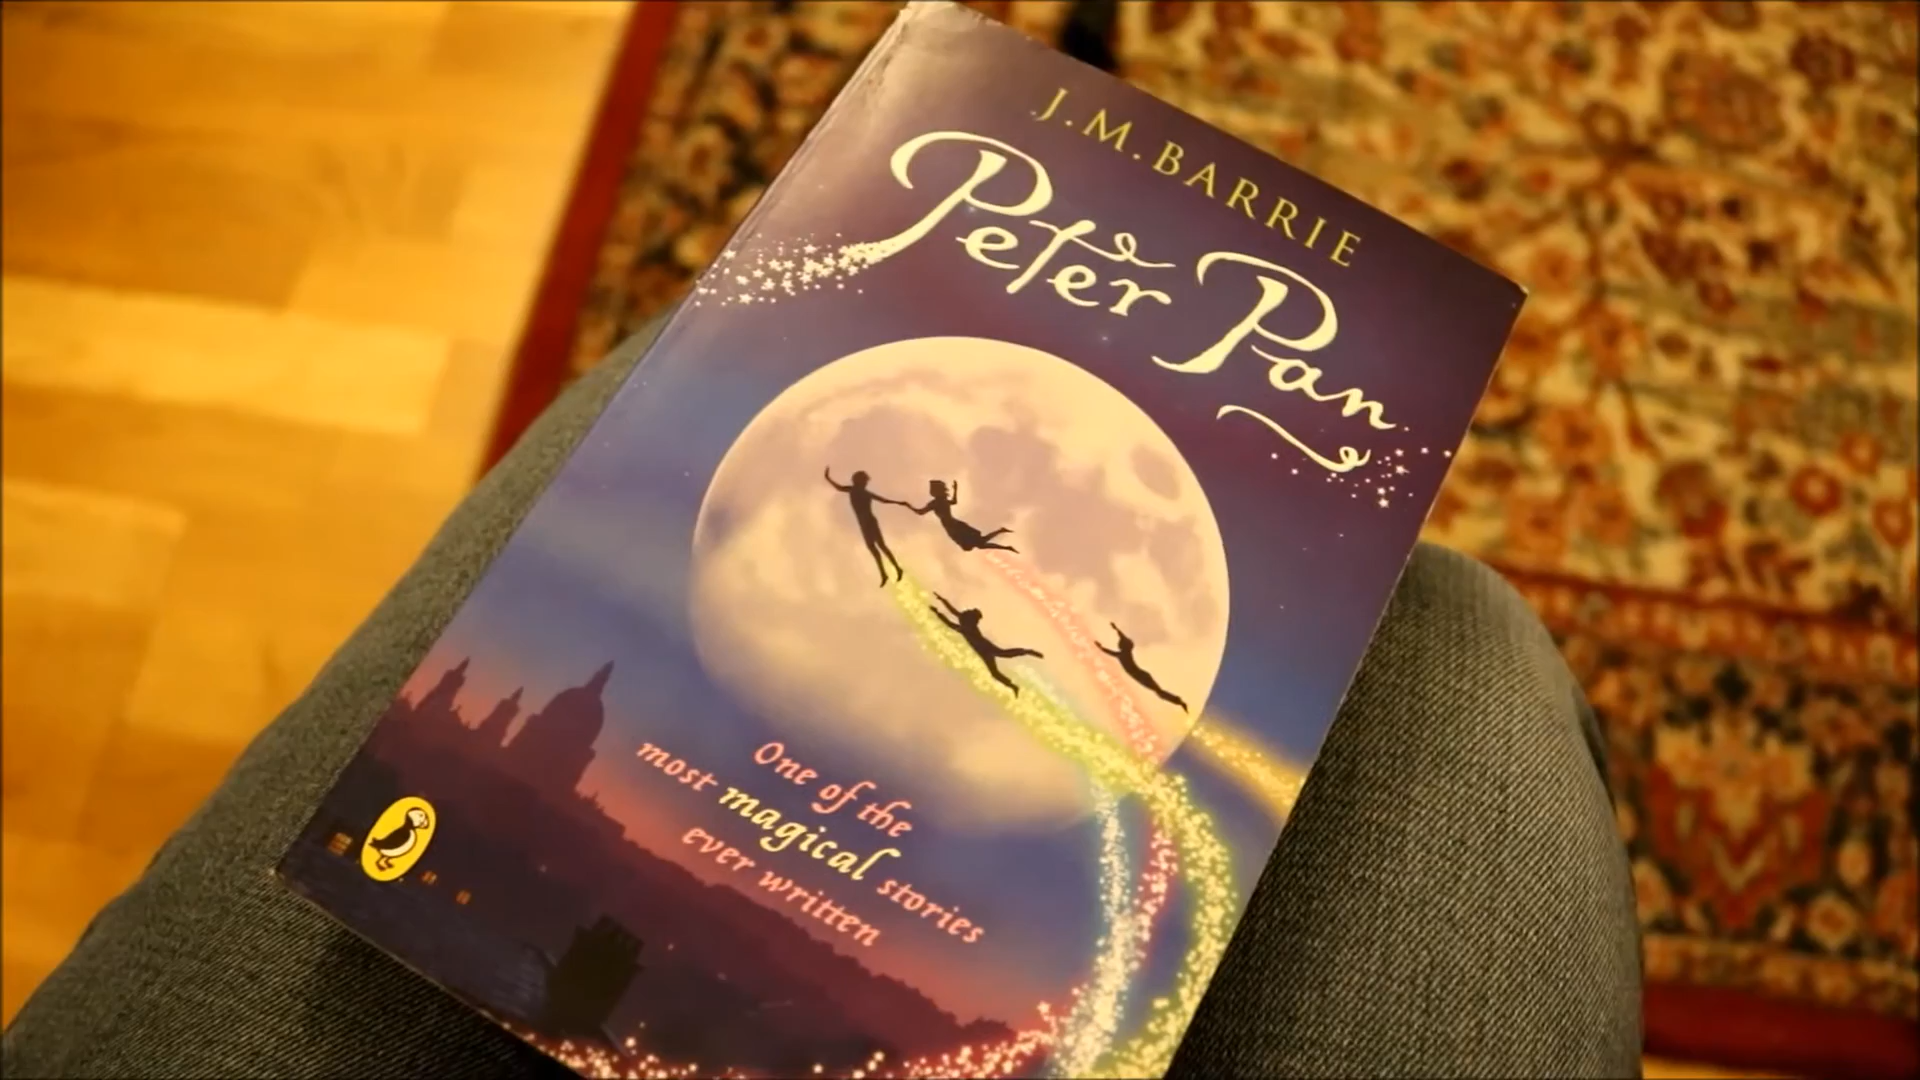 J.M. BARRIE
Peter Pan
One of the
most magical stories
ever written